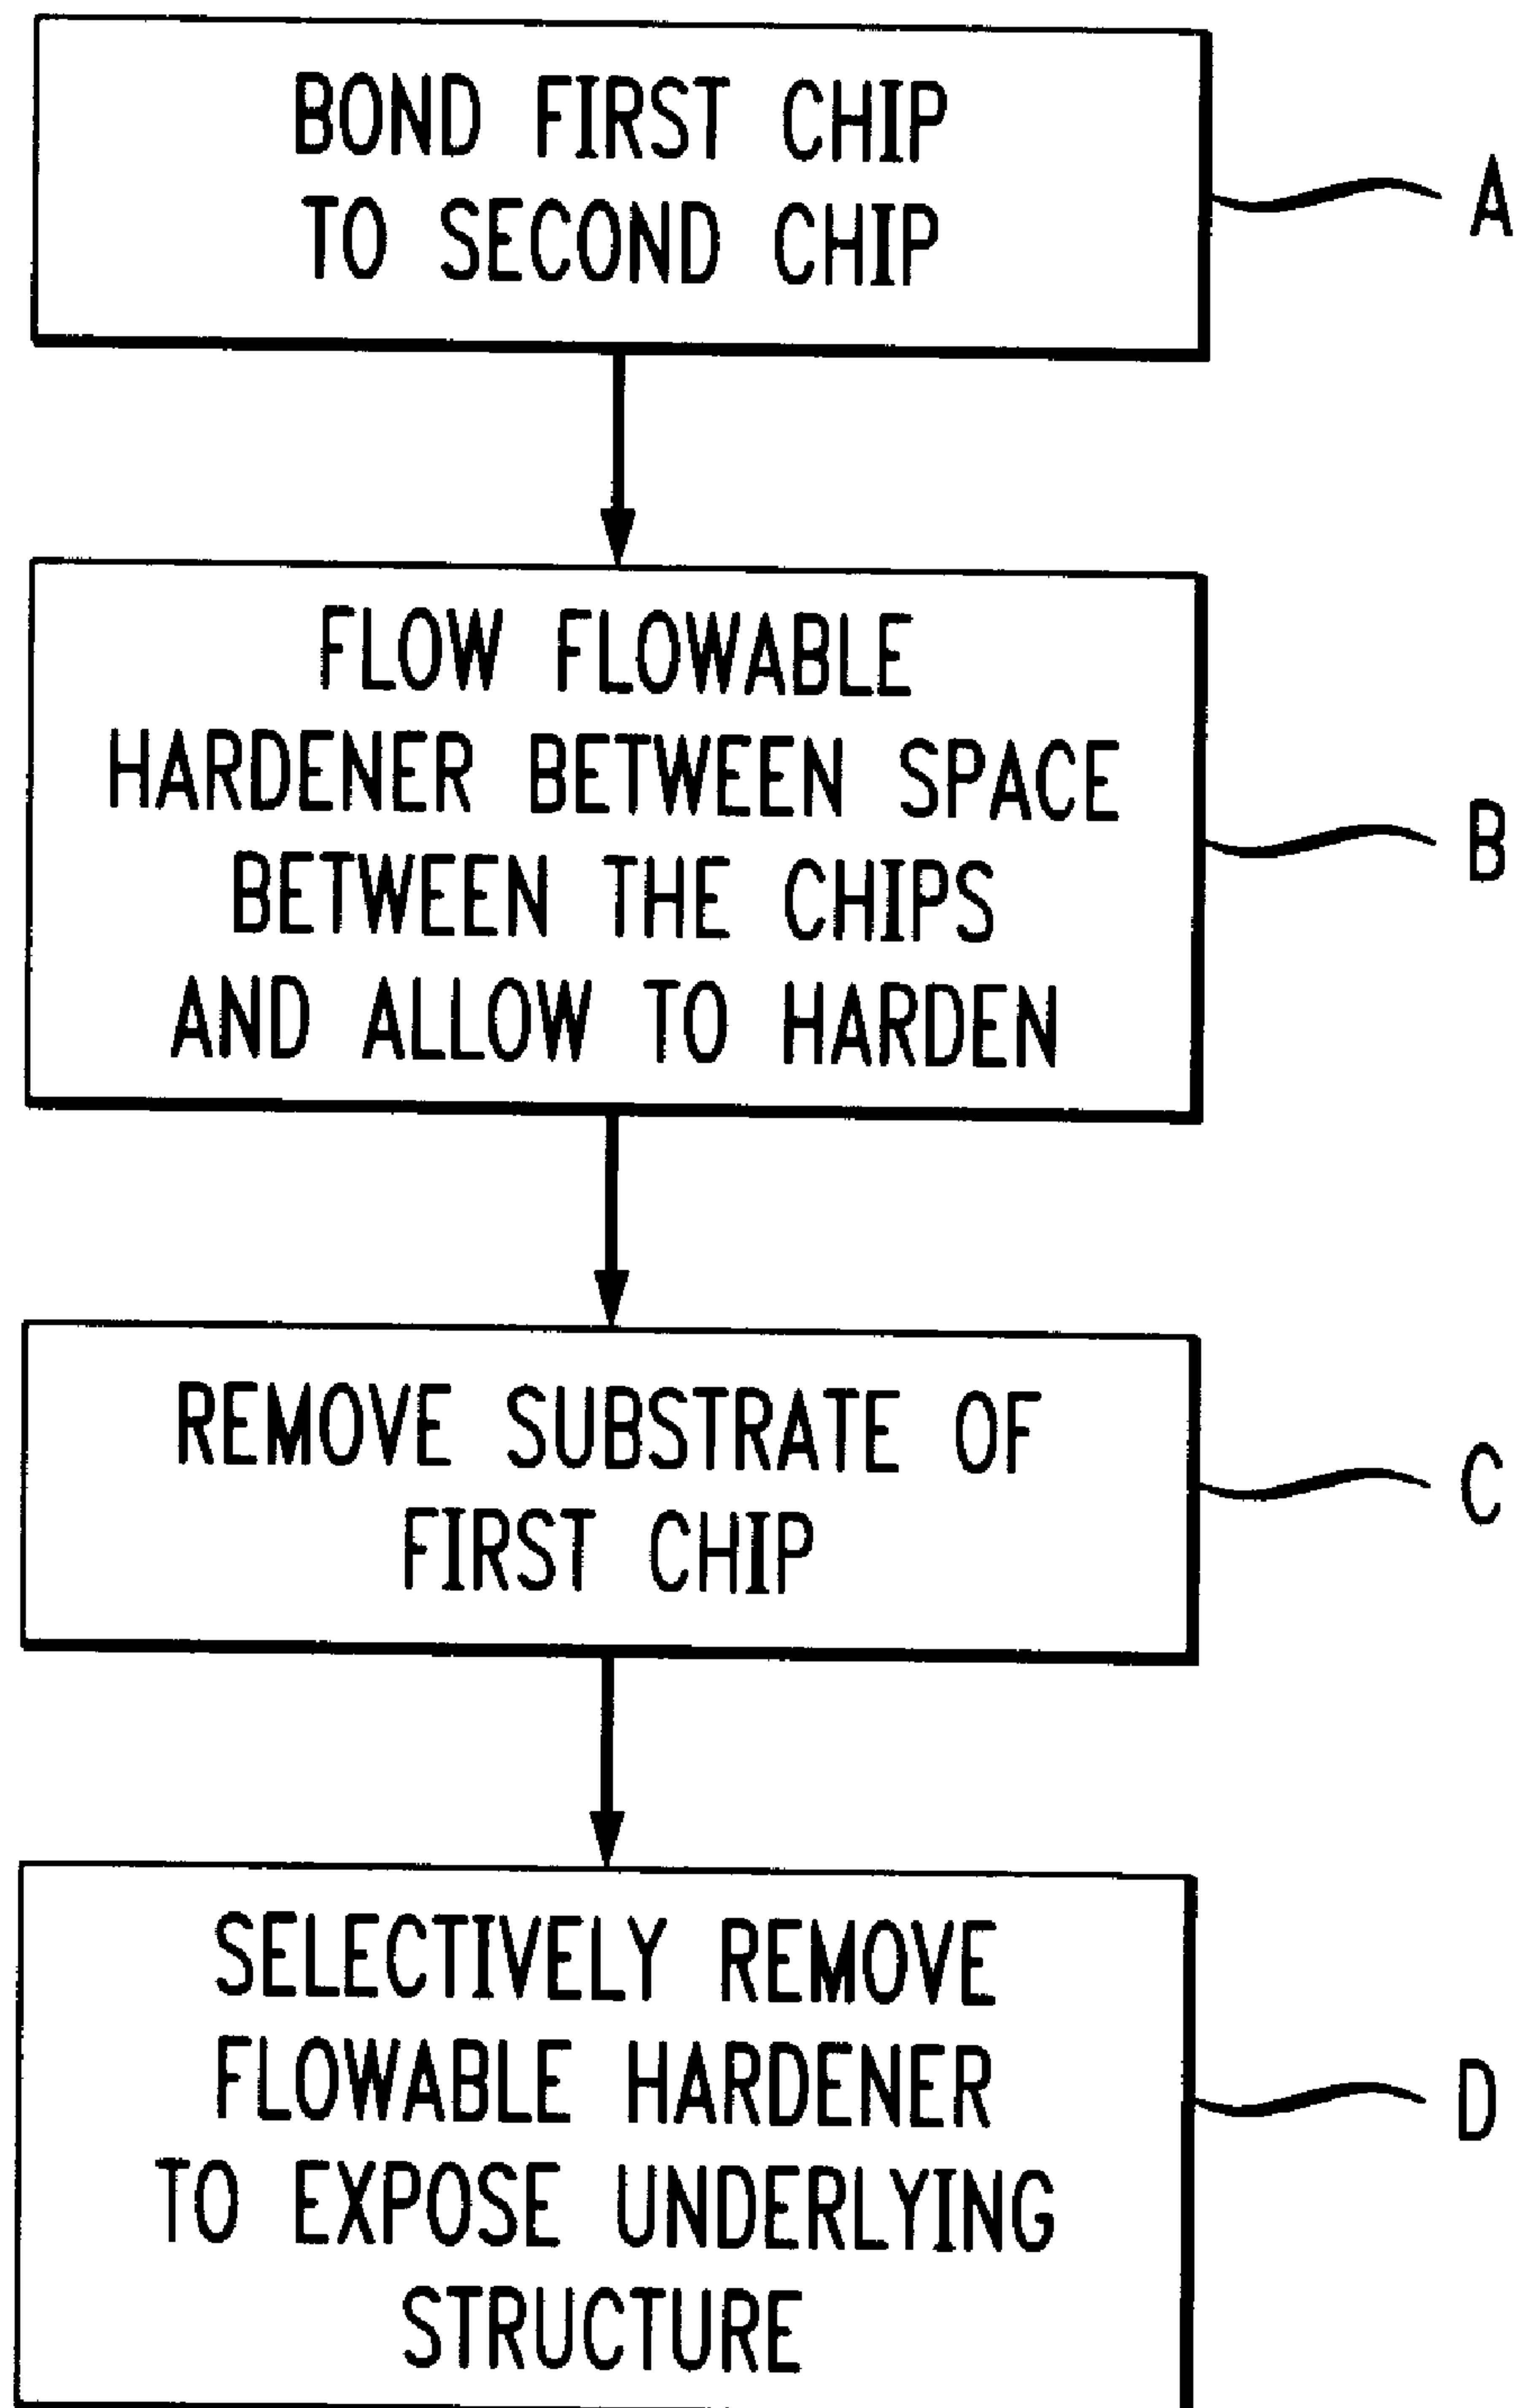 BOND FIRST CHIP
TO SECOND CHIP
A
FLOW FLOWABLE
HARDENER BETWEEN SPACE
BETWEEN THE CHIPS
AND ALLOW TO HARDEN
B
REMOVE SUBSTRATE OF
FIRST CHIP
C
SELECTIVELY REMOVE
FLOWABLE HARDENER
TO EXPOSE UNDERLYING
STRUCTURE
D